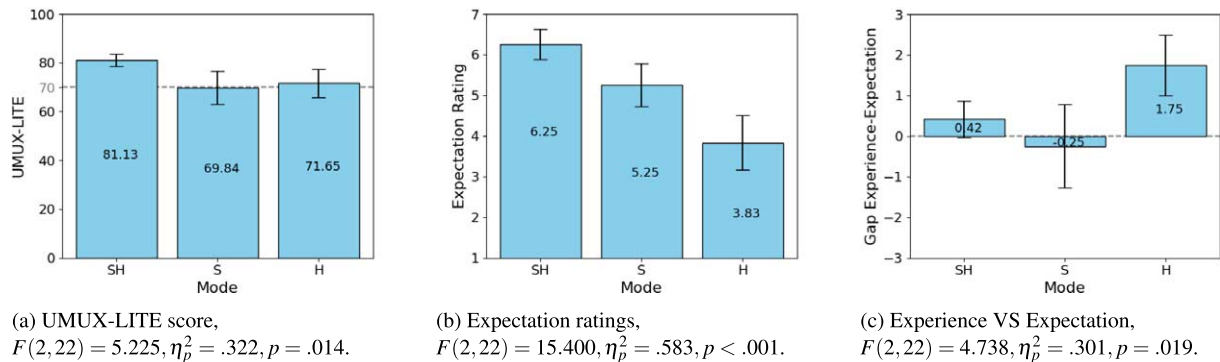 100
80
70
60
40
20
0
UMUX-LITE
81.13
69.84
71.65
SH S H
Mode
7
6
5
4
3
2
1
Expectation Rating
6.25
5.25
3.83
SH S H
Mode
3
2
1
0
−1
−2
−3
Gap Experience-Expectation
0.42
-0.25
1.75
SH S H
Mode
(a) UMUX-LITE score,
F(2,22) = 5.225, η²ₚ = .322, p = .014.
(b) Expectation ratings,
F(2,22) = 15.400, η²ₚ = .583, p < .001.
(c) Experience VS Expectation,
F(2,22) = 4.738, η²ₚ = .301, p = .019.